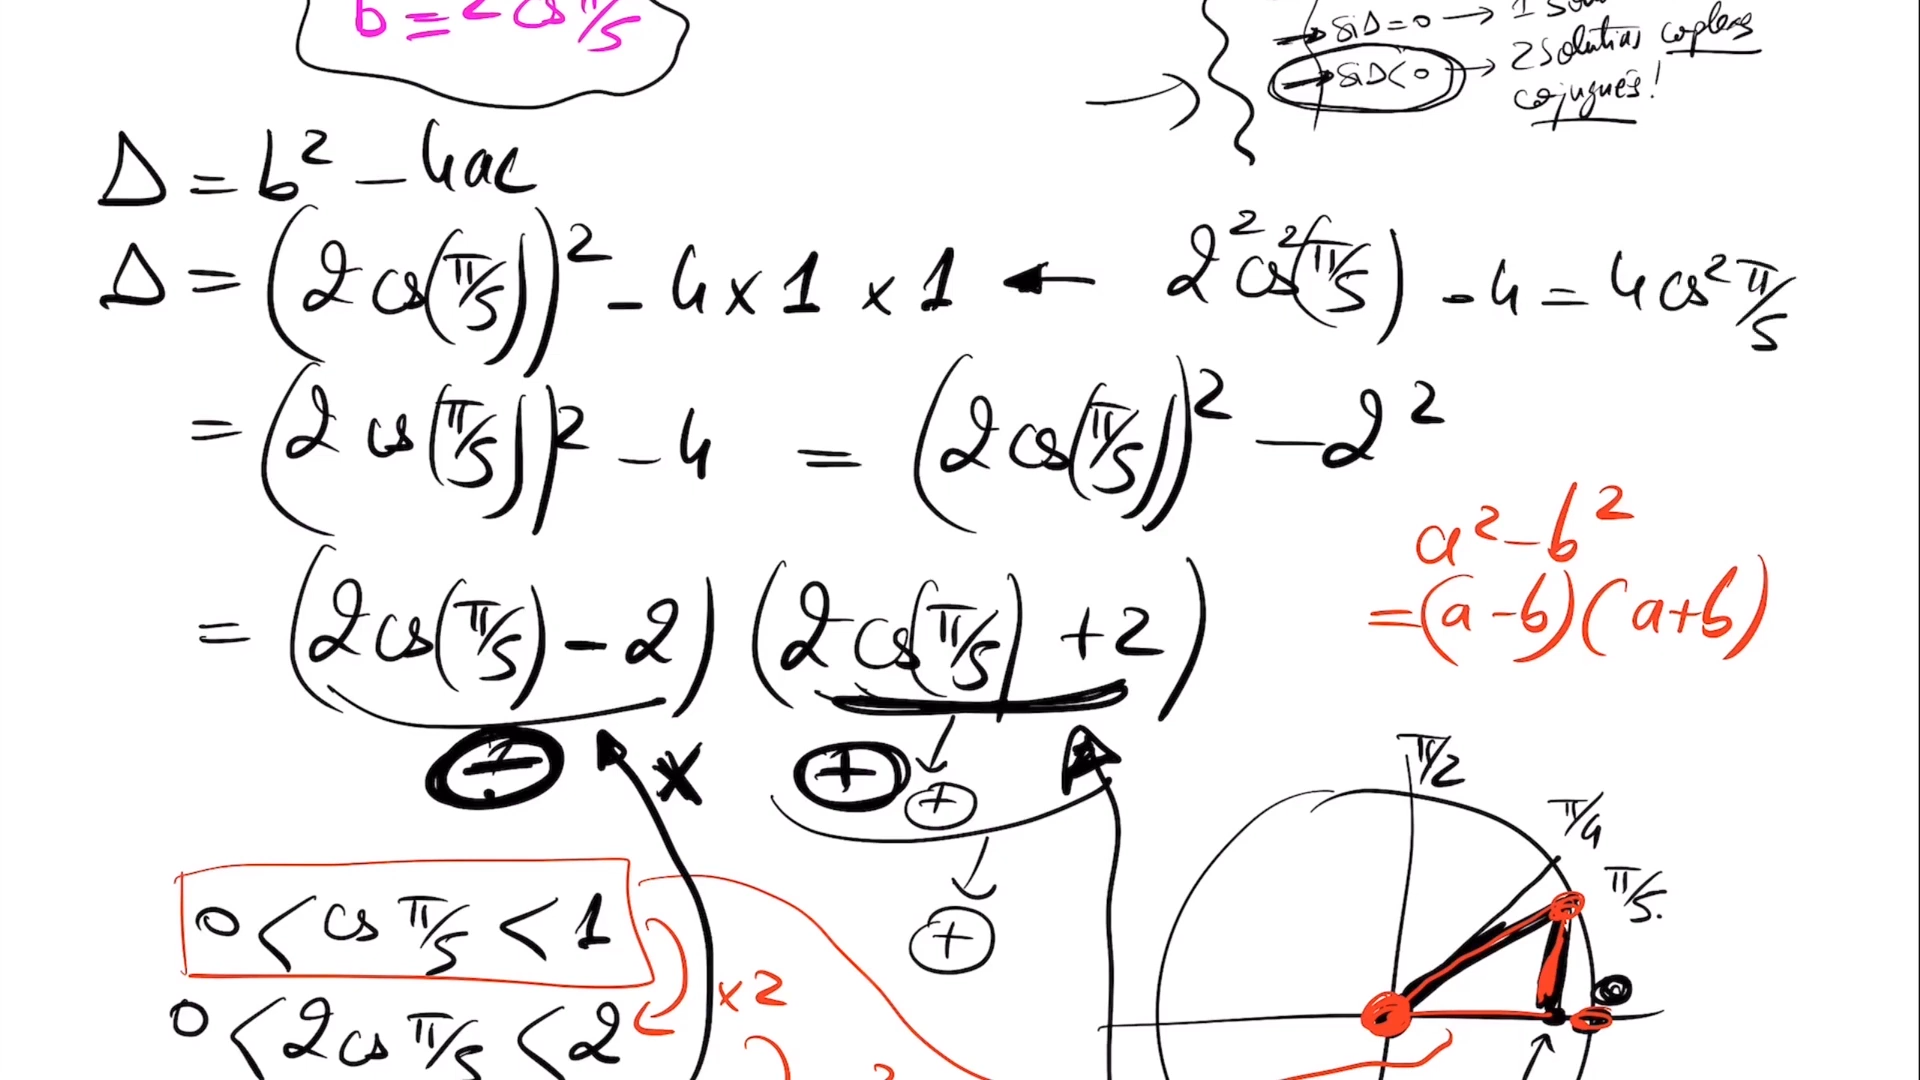 b = 2 cos π/5
→ si Δ = 0 → 1
→ si Δ < 0 → 2 solutions complexes
conjugués !
Δ = b² - 4ac
Δ = (2 cos(π/5))² - 4 × 1 × 1 ← 2² cos²(π/5) - 4 = 4 cos² π/5
= (2 cos(π/5))² - 4 = (2 cos(π/5))² - 2²
a² - b²
= (a - b)(a + b)
= (2 cos(π/5) - 2) (2 cos(π/5) + 2)
- × + +
+
π/2
π/4
π/5
0 < cos π/5 < 1
× 2
0 < 2 cos π/5 < 2